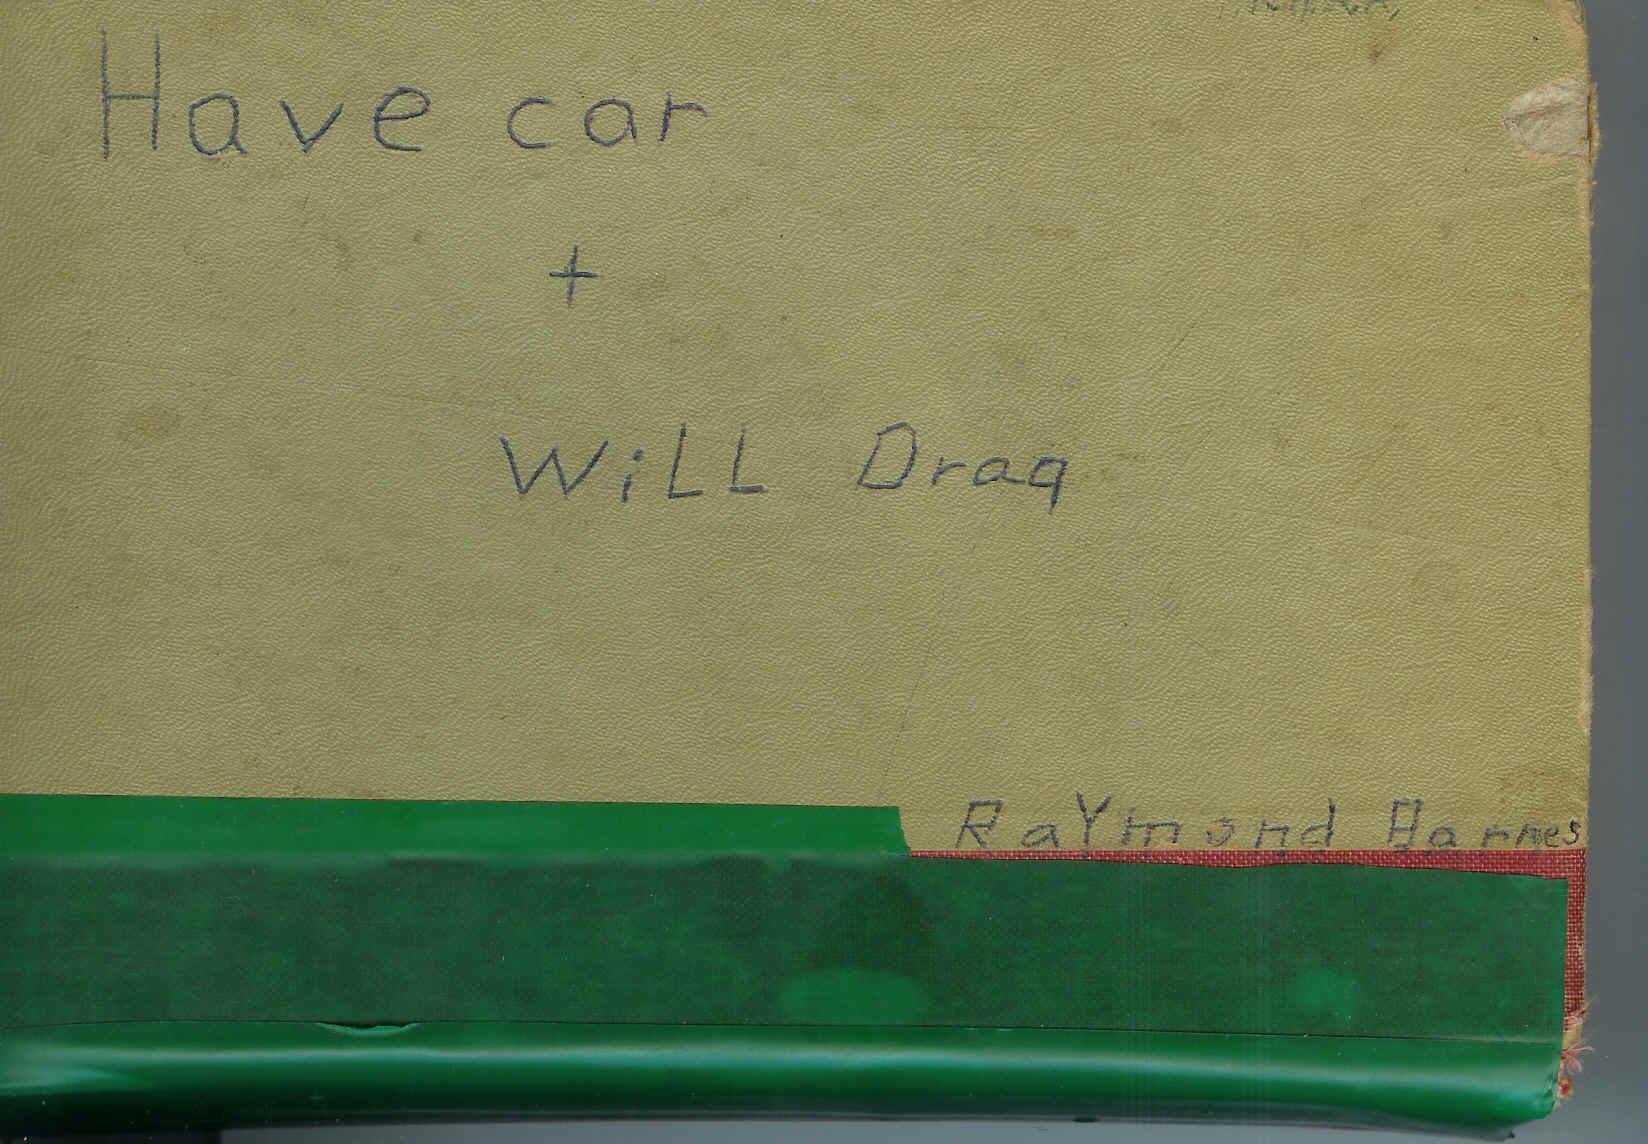 Have car
+
WiLL Drag
RaYmond Barnes